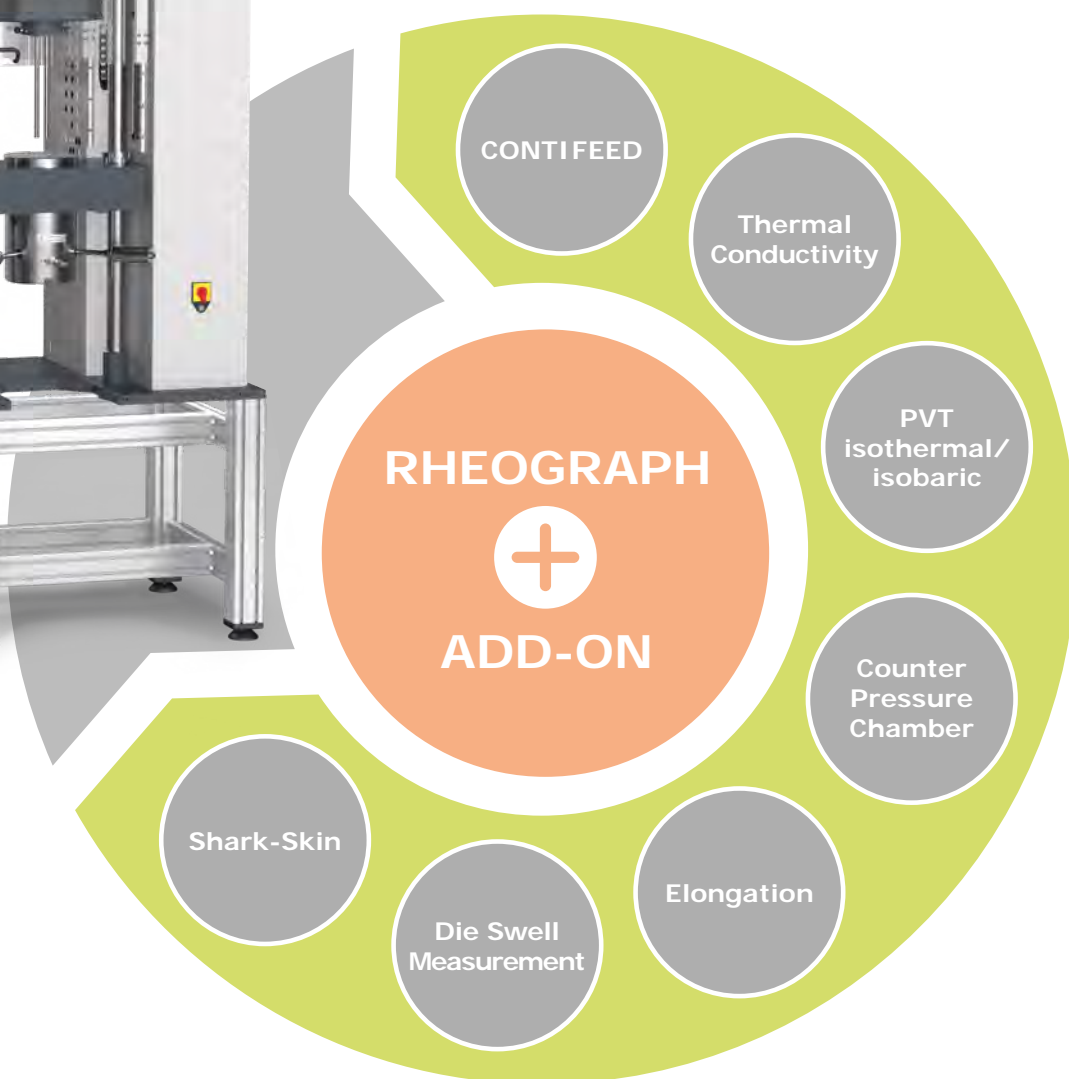 CONTIFEED
Thermal
Conductivity
PVT
isothermal/
isobaric
RHEOGRAPH
ADD-ON
Counter
Pressure
Chamber
Elongation
Die Swell
Measurement
Shark-Skin